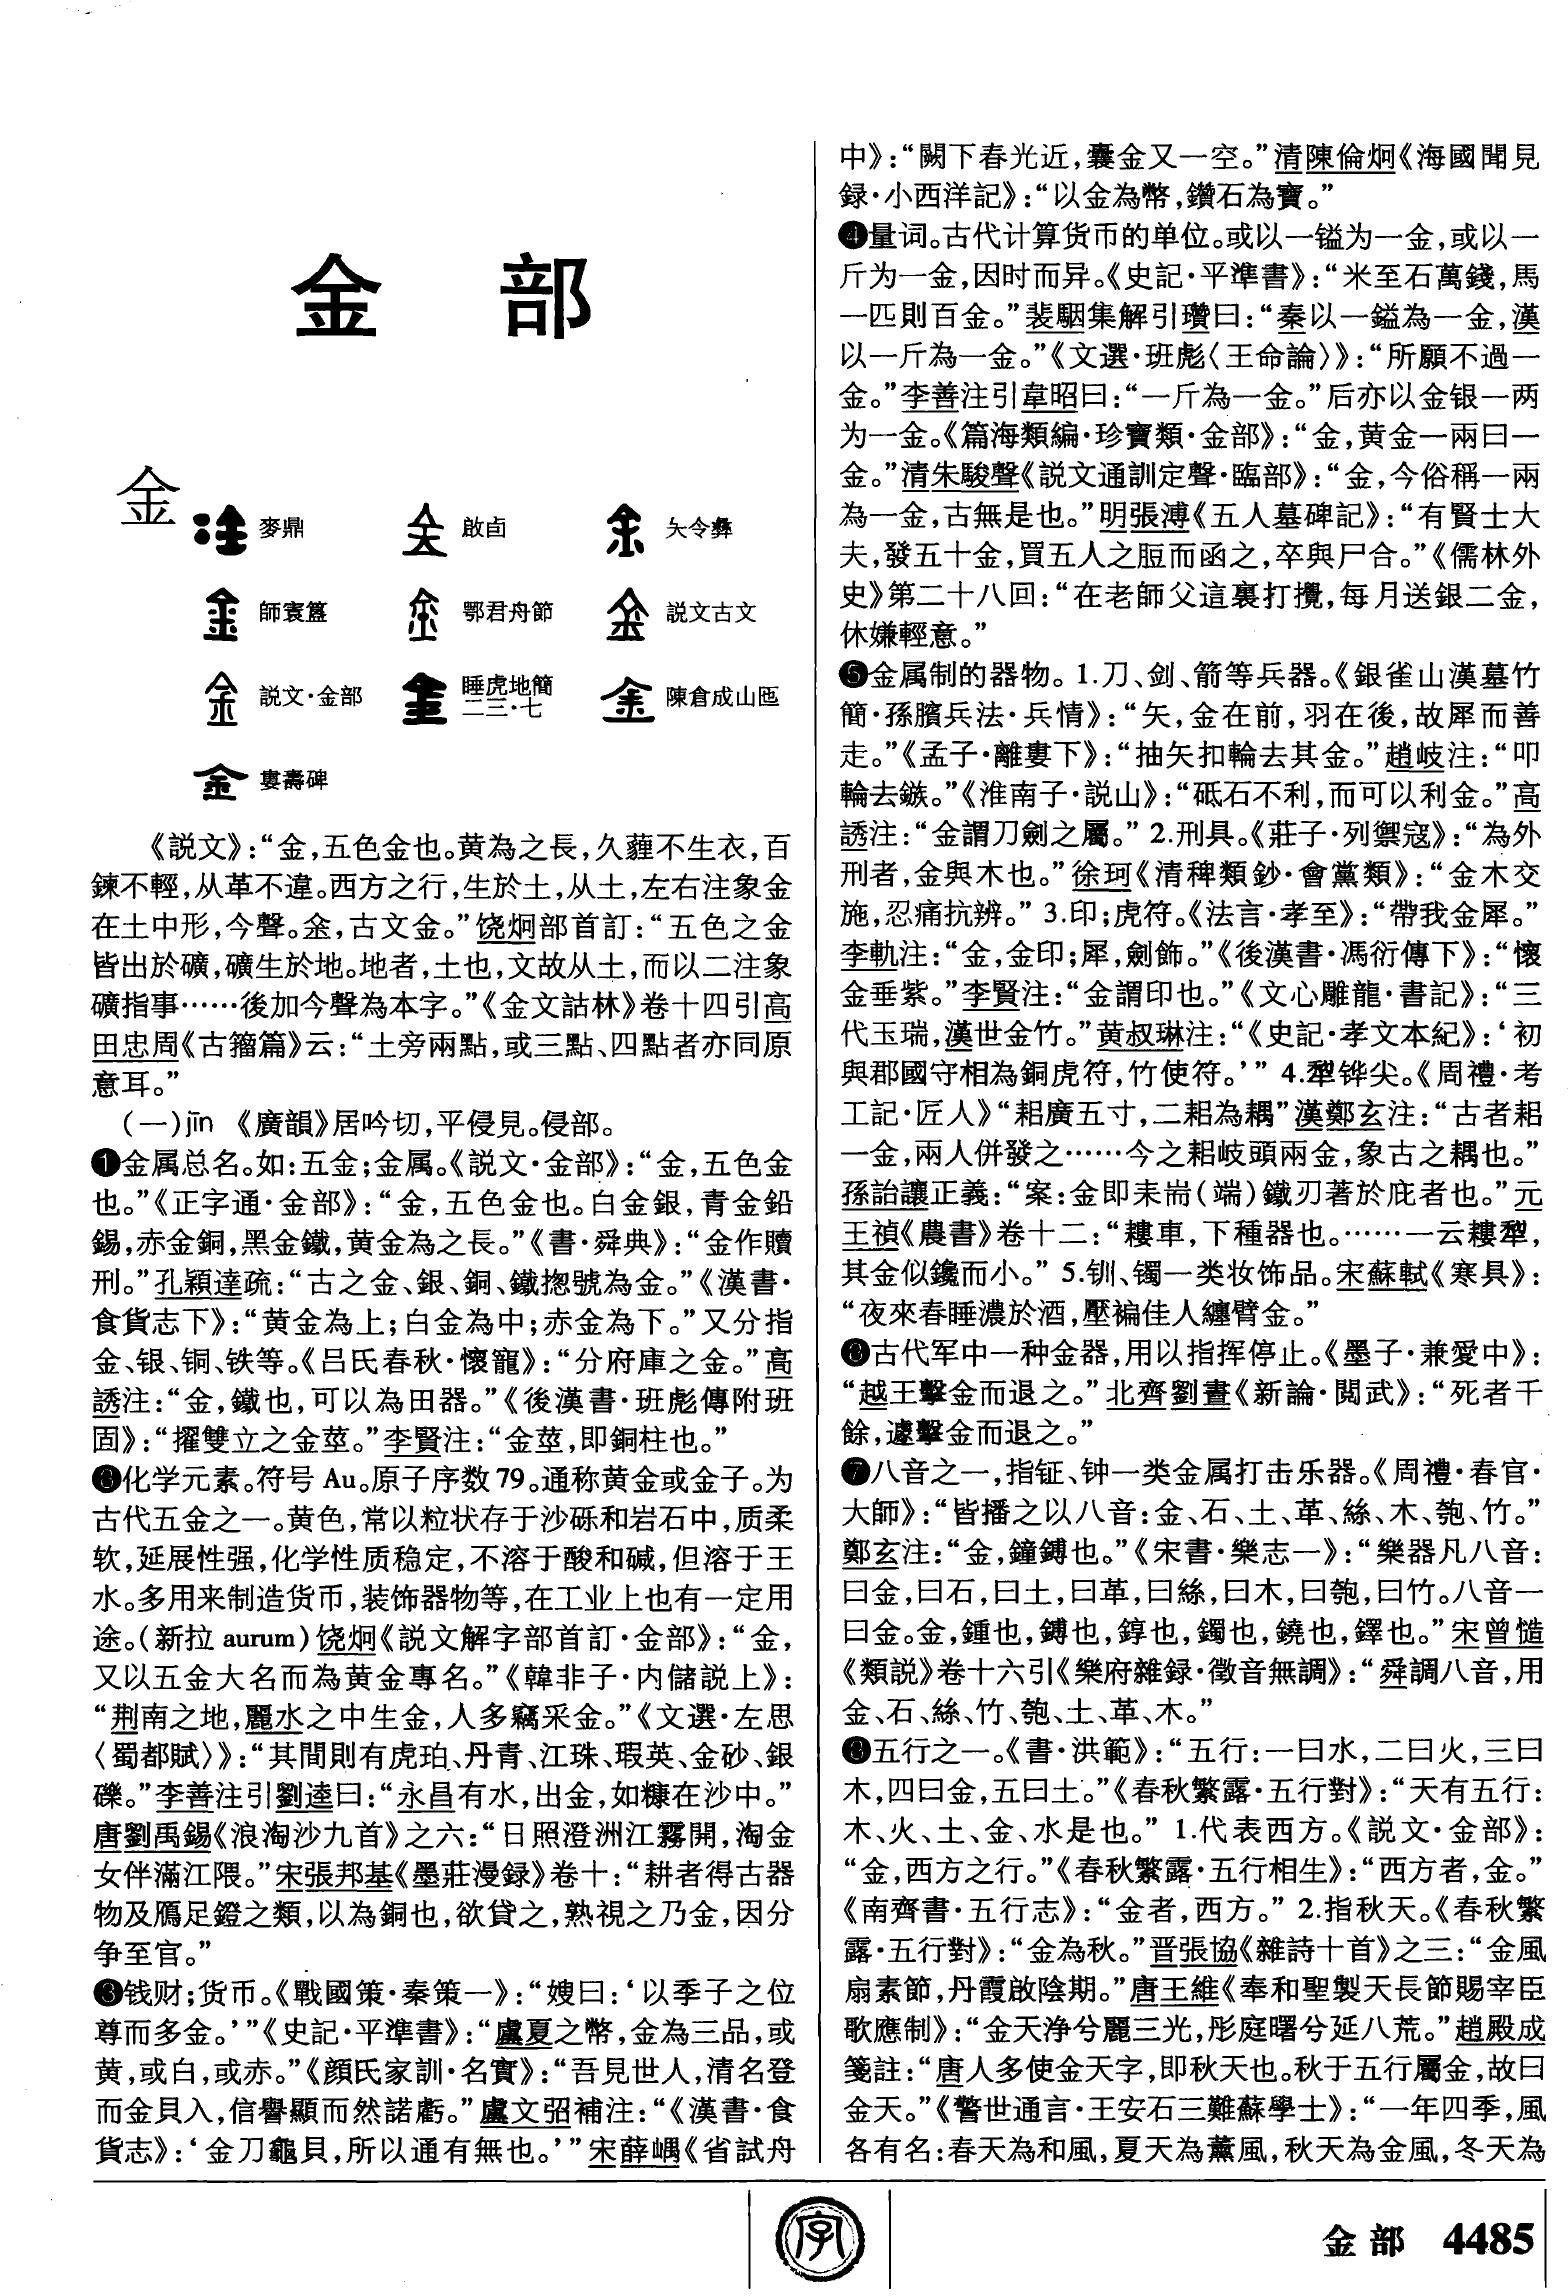 金 部
金
麥鼎 啟卣 夨令彝
師㝨簋 鄂君舟節 説文古文
説文·金部 睡虎地簡二三·七 陳倉成山匜
婁壽碑
《説文》：“金，五色金也。黄為之長，久薶不生衣，百
鍊不輕，从革不違。西方之行，生於土，从土，左右注象金
在土中形，今聲。𨤾，古文金。”饶炯部首訂：“五色之金
皆出於礦，礦生於地。地者，土也，文故从土，而以二注象
礦指事……後加今聲為本字。”《金文詁林》卷十四引高
田忠周《古籀篇》云：“土旁兩點，或三點、四點者亦同原
意耳。”
（一）jīn 《廣韻》居吟切，平侵見。侵部。
❶金属总名。如：五金；金属。《説文·金部》：“金，五色金
也。”《正字通·金部》：“金，五色金也。白金銀，青金鉛
錫，赤金銅，黑金鐵，黄金為之長。”《書·舜典》：“金作贖
刑。”孔穎達疏：“古之金、銀、銅、鐵揔號為金。”《漢書·
食貨志下》：“黄金為上；白金為中；赤金為下。”又分指
金、银、铜、铁等。《吕氏春秋·懷寵》：“分府庫之金。”高
誘注：“金，鐵也，可以為田器。”《後漢書·班彪傳附班
固》：“擢雙立之金莖。”李賢注：“金莖，即銅柱也。”
❷化学元素。符号 Au。原子序数 79。通称黄金或金子。为
古代五金之一。黄色，常以粒状存于沙砾和岩石中，质柔
软，延展性强，化学性质稳定，不溶于酸和碱，但溶于王
水。多用来制造货币，装饰器物等，在工业上也有一定用
途。（新拉 aurum）饶炯《説文解字部首訂·金部》：“金，
又以五金大名而為黄金專名。”《韓非子·内儲説上》：
“荆南之地，麗水之中生金，人多竊采金。”《文選·左思
〈蜀都賦〉》：“其間則有虎珀、丹青、江珠、瑕英、金砂、銀
礫。”李善注引劉逵曰：“永昌有水，出金，如糠在沙中。”
唐劉禹錫《浪淘沙九首》之六：“日照澄洲江霧開，淘金
女伴滿江隈。”宋張邦基《墨莊漫録》卷十：“耕者得古器
物及鴈足鐙之類，以為銅也，欲貸之，熟視之乃金，因分
争至官。”
❸钱财；货币。《戰國策·秦策一》：“嫂曰：‘以季子之位
尊而多金。’”《史記·平準書》：“虞夏之幣，金為三品，或
黄，或白，或赤。”《顔氏家訓·名實》：“吾見世人，清名登
而金貝入，信譽顯而然諾虧。”盧文弨補注：“《漢書·食
貨志》：‘金刀龜貝，所以通有無也。’”宋薛嵎《省試舟
中》：“闕下春光近，囊金又一空。”清陳倫炯《海國聞見
録·小西洋記》：“以金為幣，鑽石為寶。”
❹量词。古代计算货币的单位。或以一镒为一金，或以一
斤为一金，因时而异。《史記·平準書》：“米至石萬錢，馬
一匹則百金。”裴駰集解引瓚曰：“秦以一鎰為一金，漢
以一斤為一金。”《文選·班彪〈王命論〉》：“所願不過一
金。”李善注引韋昭曰：“一斤為一金。”后亦以金银一两
为一金。《篇海類編·珍寶類·金部》：“金，黄金一兩曰一
金。”清朱駿聲《説文通訓定聲·臨部》：“金，今俗稱一兩
為一金，古無是也。”明張溥《五人墓碑記》：“有賢士大
夫，發五十金，買五人之脰而函之，卒與尸合。”《儒林外
史》第二十八回：“在老師父這裏打攪，每月送銀二金，
休嫌輕意。”
❺金属制的器物。1.刀、剑、箭等兵器。《銀雀山漢墓竹
簡·孫臏兵法·兵情》：“矢，金在前，羽在後，故犀而善
走。”《孟子·離婁下》：“抽矢扣輪去其金。”趙岐注：“叩
輪去鏃。”《淮南子·説山》：“砥石不利，而可以利金。”高
誘注：“金謂刀劍之屬。” 2.刑具。《莊子·列禦寇》：“為外
刑者，金與木也。”徐珂《清稗類鈔·會黨類》：“金木交
施，忍痛抗辨。” 3.印；虎符。《法言·孝至》：“帶我金犀。”
李軌注：“金，金印；犀，劍飾。”《後漢書·馮衍傳下》：“懷
金垂紫。”李賢注：“金謂印也。”《文心雕龍·書記》：“三
代玉瑞，漢世金竹。”黄叔琳注：“《史記·孝文本紀》：‘初
與郡國守相為銅虎符，竹使符。’” 4.犁铧尖。《周禮·考
工記·匠人》“耜廣五寸，二耜為耦”漢鄭玄注：“古者耜
一金，兩人併發之……今之耜岐頭兩金，象古之耦也。”
孫詒讓正義：“案：金即耒耑（端）鐵刃著於庇者也。”元
王禎《農書》卷十二：“耬車，下種器也。……一云耬犁，
其金似鑱而小。” 5.钏、镯一类妆饰品。宋蘇軾《寒具》：
“夜來春睡濃於酒，壓褊佳人纏臂金。”
❻古代军中一种金器，用以指挥停止。《墨子·兼愛中》：
“越王擊金而退之。”北齊劉晝《新論·閲武》：“死者千
餘，遽擊金而退之。”
❼八音之一，指钲、钟一类金属打击乐器。《周禮·春官·
大師》：“皆播之以八音：金、石、土、革、絲、木、匏、竹。”
鄭玄注：“金，鐘鎛也。”《宋書·樂志一》：“樂器凡八音：
曰金，曰石，曰土，曰革，曰絲，曰木，曰匏，曰竹。八音一
曰金。金，鍾也，鎛也，錞也，鐲也，鐃也，鐸也。”宋曾慥
《類説》卷十六引《樂府雜録·徵音無調》：“舜調八音，用
金、石、絲、竹、匏、土、革、木。”
❽五行之一。《書·洪範》：“五行：一曰水，二曰火，三曰
木，四曰金，五曰土。”《春秋繁露·五行對》：“天有五行：
木、火、土、金、水是也。” 1.代表西方。《説文·金部》：
“金，西方之行。”《春秋繁露·五行相生》：“西方者，金。”
《南齊書·五行志》：“金者，西方。” 2.指秋天。《春秋繁
露·五行對》：“金為秋。”晋張協《雜詩十首》之三：“金風
扇素節，丹霞啟陰期。”唐王維《奉和聖製天長節賜宰臣
歌應制》：“金天浄兮麗三光，彤庭曙兮延八荒。”趙殿成
箋註：“唐人多使金天字，即秋天也。秋于五行屬金，故曰
金天。”《警世通言·王安石三難蘇學士》：“一年四季，風
各有名：春天為和風，夏天為薰風，秋天為金風，冬天為
字
金部 4485